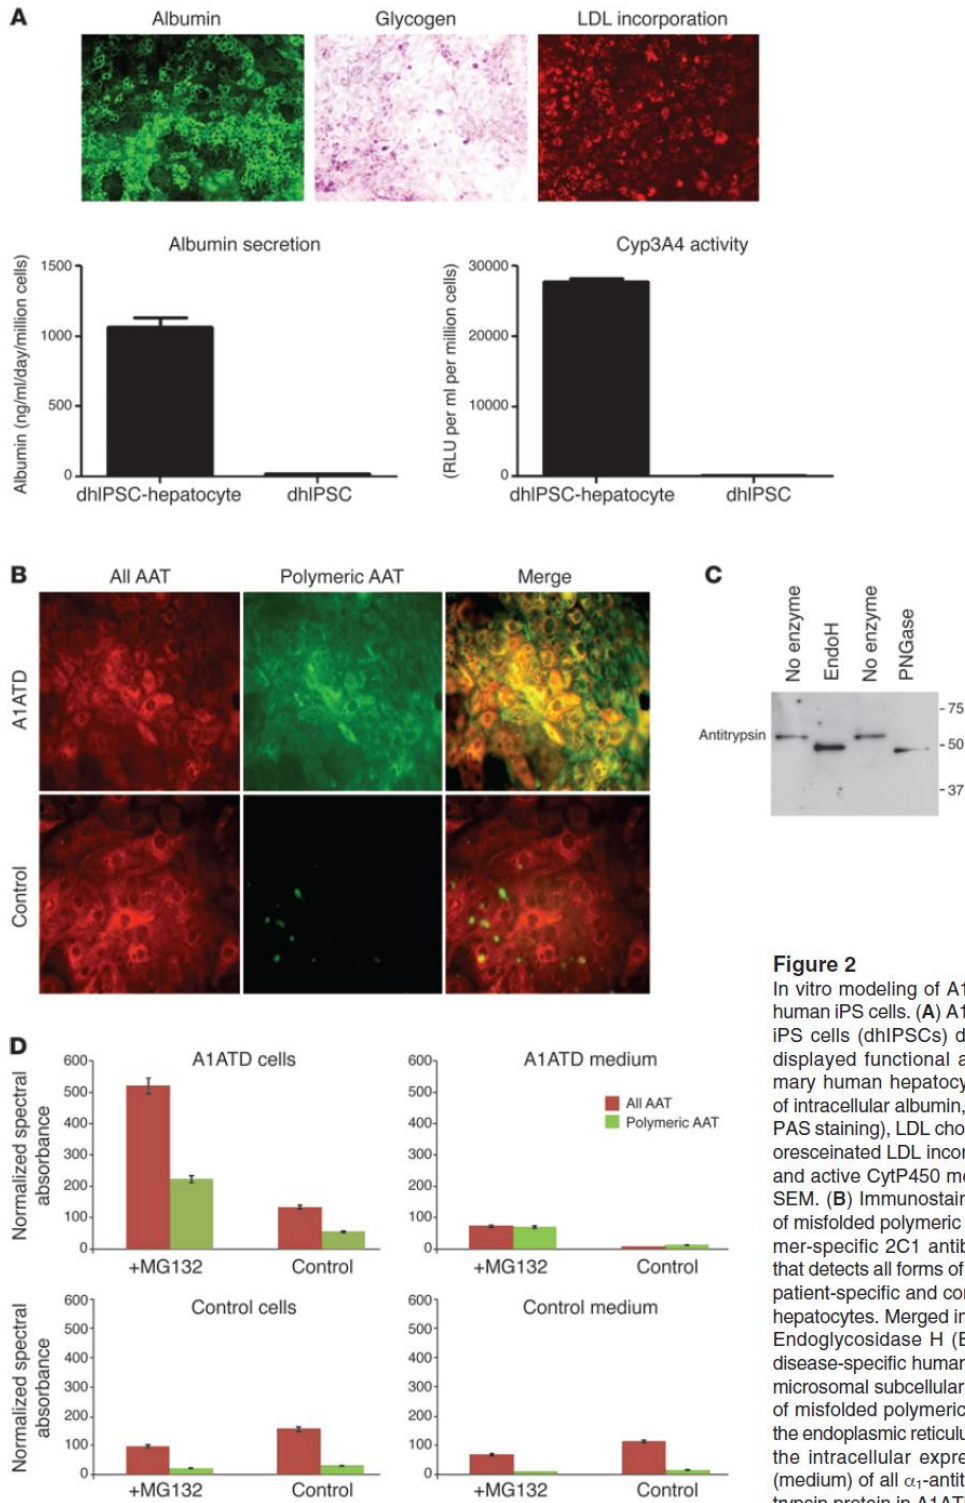 A
Albumin
Glycogen
LDL incorporation
Albumin secretion
Albumin (ng/ml/day/million cells)
1500
1000
500
0
dhIPSC-hepatocyte
dhIPSC
Cyp3A4 activity
(RLU per ml per million cells)
30000
20000
10000
0
dhIPSC-hepatocyte
dhIPSC
B
All AAT
Polymeric AAT
Merge
A1ATD
Control
C
No enzyme
EndoH
No enzyme
PNGase
Antitrypsin
-75
-50
-37
D
A1ATD cells
Normalized spectral
absorbance
600
500
400
300
200
100
0
+MG132
Control
A1ATD medium
600
500
400
300
200
100
0
All AAT
Polymeric AAT
+MG132
Control
Control cells
Normalized spectral
absorbance
600
500
400
300
200
100
0
+MG132
Control
Control medium
600
500
400
300
200
100
0
+MG132
Control
Figure 2
In vitro modeling of A1
human iPS cells. (A) A1
iPS cells (dhIPSCs) d
displayed functional a
mary human hepatocy
of intracellular albumin,
PAS staining), LDL cho
oresceinated LDL incor
and active CytP450 me
SEM. (B) Immunostain
of misfolded polymeric
mer-specific 2C1 antib
that detects all forms of
patient-specific and con
hepatocytes. Merged in
Endoglycosidase H (E
disease-specific human
microsomal subcellular
of misfolded polymeric
the endoplasmic reticulu
the intracellular expre
(medium) of all α₁-antit
trypsin protein in A1AT